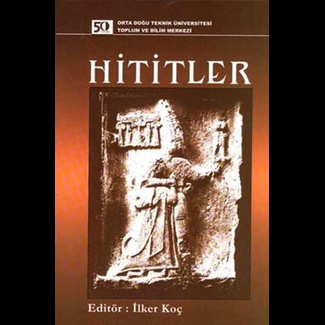 50
ORTA DOĞU TEKNİK ÜNİVERSİTESİ
TOPLUM VE BİLİM MERKEZİ
HİTİTLER
Editör : İlker Koç